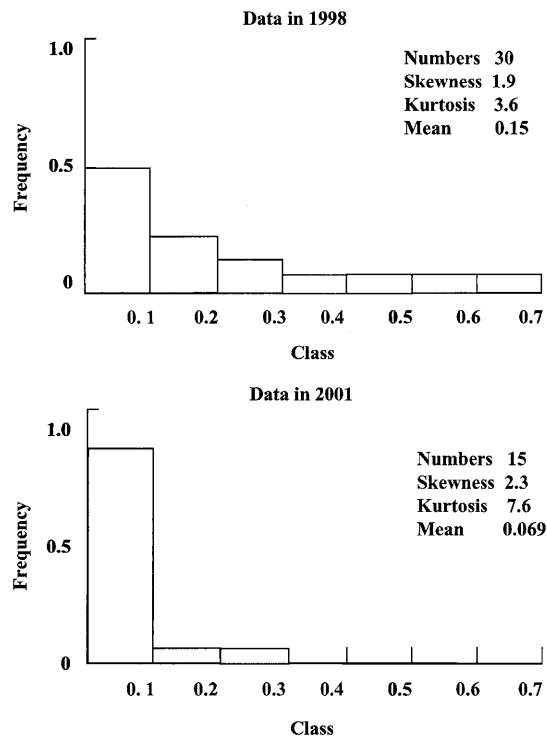 Data in 1998
1.0
Numbers 30
Skewness 1.9
Kurtosis 3.6
Mean 0.15
Frequency
0.5
0
0. 1 0.2 0.3 0.4 0.5 0.6 0.7
Class
Data in 2001
1.0
Numbers 15
Skewness 2.3
Kurtosis 7.6
Mean 0.069
Frequency
0.5
0
0. 1 0.2 0.3 0.4 0.5 0.6 0.7
Class